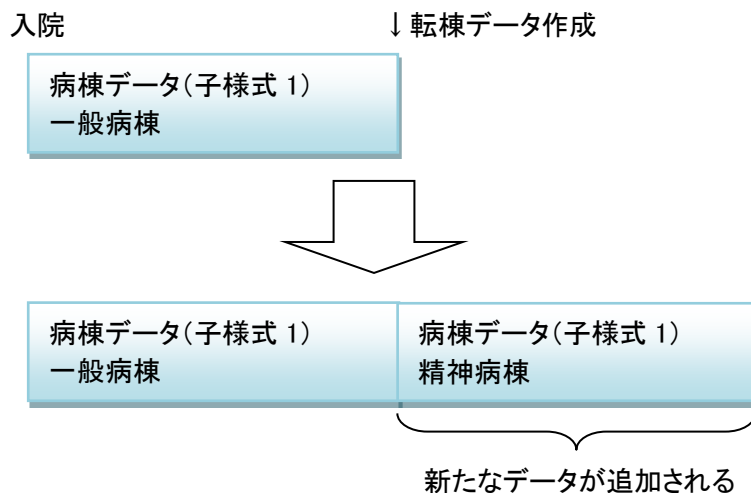 入院
↓転棟データ作成
病棟データ(子様式 1)
一般病棟
病棟データ(子様式 1)
一般病棟
病棟データ(子様式 1)
精神病棟
新たなデータが追加される